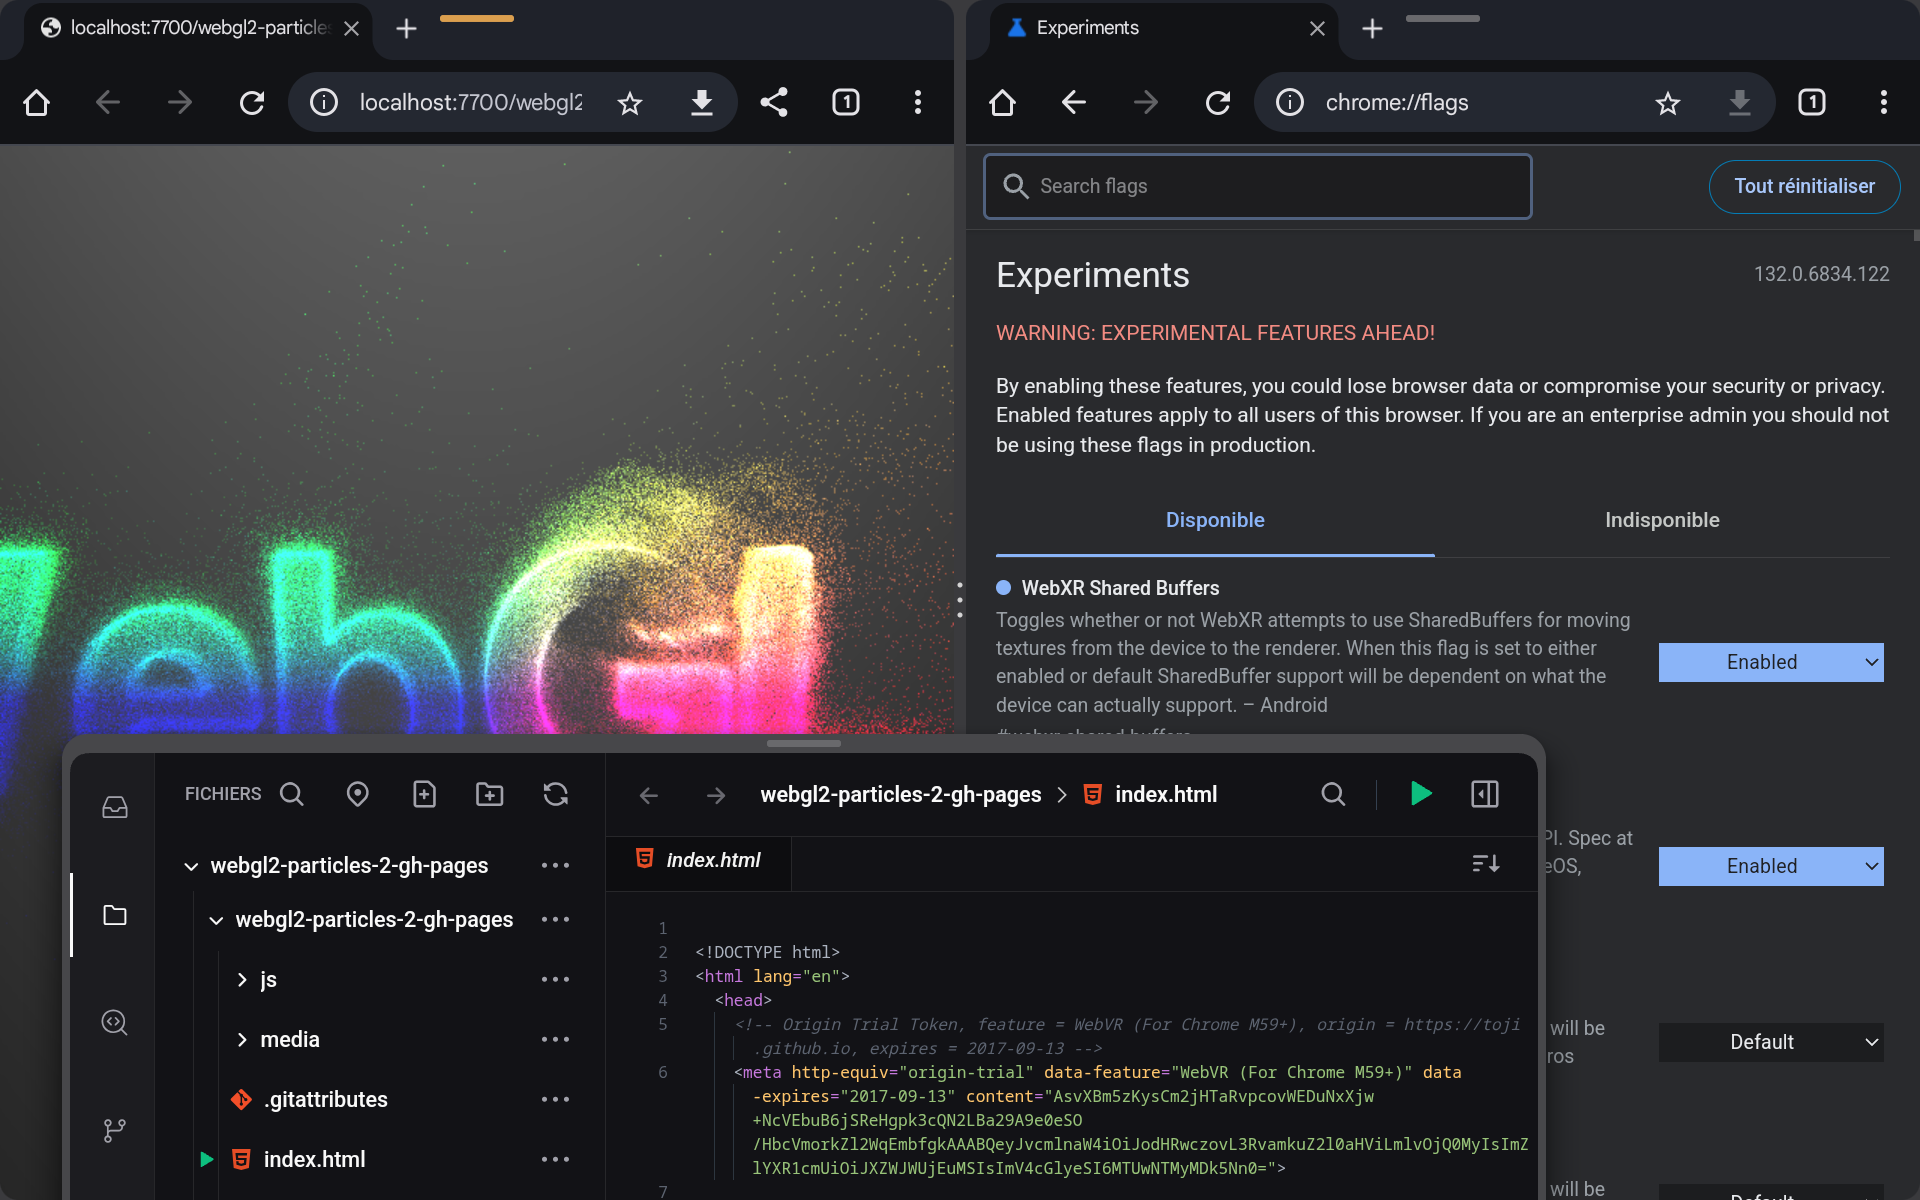 localhost:7700/webgl2-particles
localhost:7700/webgl2
1
WebGL
Experiments
chrome://flags
1
Search flags
Tout réinitialiser
Experiments
132.0.6834.122
WARNING: EXPERIMENTAL FEATURES AHEAD!
By enabling these features, you could lose browser data or compromise your security or privacy.
Enabled features apply to all users of this browser. If you are an enterprise admin you should not
be using these flags in production.
Disponible
Indisponible
WebXR Shared Buffers
Toggles whether or not WebXR attempts to use SharedBuffers for moving
textures from the device to the renderer. When this flag is set to either
enabled or default SharedBuffer support will be dependent on what the
device can actually support. – Android
#webxr-shared-buffers
Enabled
PI. Spec at
eOS,
Enabled
will be
ros
Default
will be
Default
FICHIERS
webgl2-particles-2-gh-pages
webgl2-particles-2-gh-pages
js
media
.gitattributes
index.html
webgl2-particles-2-gh-pages > index.html
index.html
1
2 <!DOCTYPE html>
3 <html lang="en">
4 <head>
5 <!-- Origin Trial Token, feature = WebVR (For Chrome M59+), origin = https://toji
.github.io, expires = 2017-09-13 -->
6 <meta http-equiv="origin-trial" data-feature="WebVR (For Chrome M59+)" data
-expires="2017-09-13" content="AsvXBm5zKysCm2jHTaRvpcovWEDuNxXjw
+NcVEbuB6jSReHgpk3cQN2LBa29A9e0eSO
/HbcVmorkZl2WqEmbfgkAAABQeyJvcmlnaW4iOiJodHRwczovL3RvamkuZ2l0aHViLmlvOjQ0MyIsImZ
lYXR1cmUiOiJXZWJWUjEuMSIsImV4cGlyeSI6MTUwNTMyMDk5Nn0=">
7